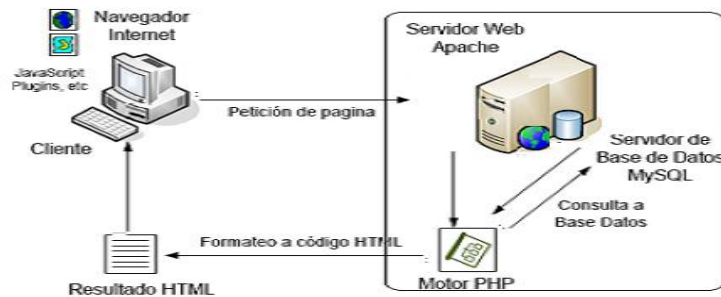 Navegador
Internet
JavaScript
Plugins, etc
Cliente
Petición de pagina
Servidor Web
Apache
Servidor de
Base de Datos
MySQL
Consulta a
Base Datos
Motor PHP
Formateo a código HTML
Resultado HTML